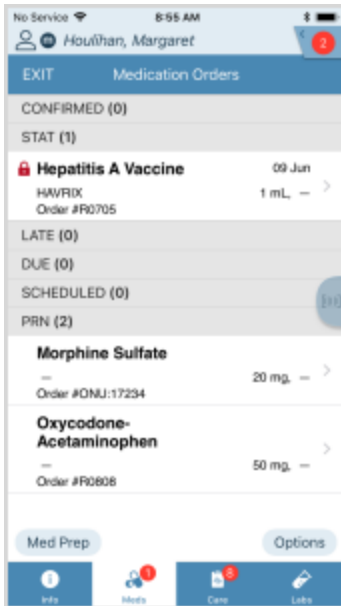 No Service 8:55 AM
Houlihan, Margaret 2
EXIT Medication Orders
CONFIRMED (0)
STAT (1)
Hepatitis A Vaccine 09 Jun
HAVRIX 1 mL, —
Order #R0705
LATE (0)
DUE (0)
SCHEDULED (0)
PRN (2)
Morphine Sulfate
— 20 mg, —
Order #ONU:17234
Oxycodone-
Acetaminophen
— 50 mg, —
Order #R0808
Med Prep Options
1 8
Info Meds Care Labs